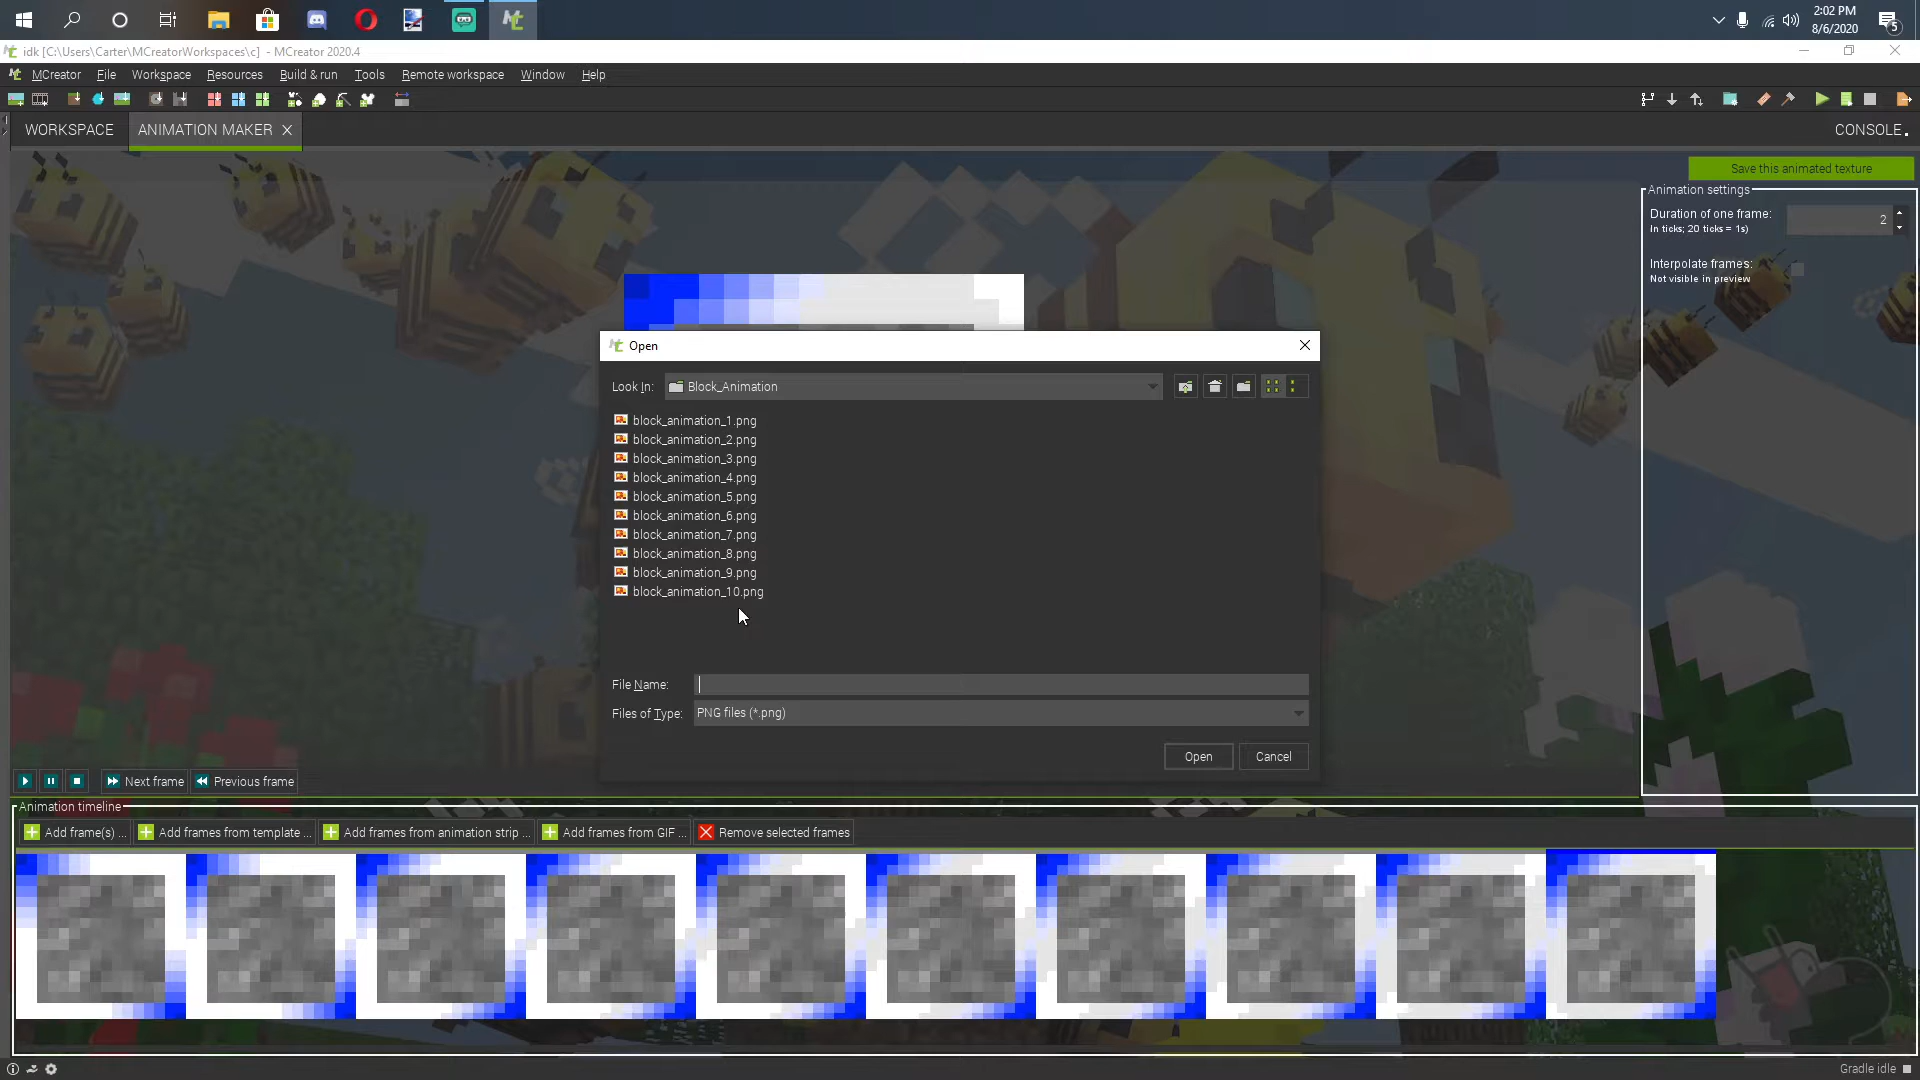 2:02 PM
8/6/2020
5
idk [C:\Users\Carter\MCreatorWorkspaces\c] - MCreator 2020.4
MCreator File Workspace Resources Build & run Tools Remote workspace Window Help
WORKSPACE ANIMATION MAKER CONSOLE
Save this animated texture
Animation settings
Duration of one frame: 2
In ticks; 20 ticks = 1s)
Interpolate frames:
Not visible in preview
Open
Look In: Block_Animation
block_animation_1.png
block_animation_2.png
block_animation_3.png
block_animation_4.png
block_animation_5.png
block_animation_6.png
block_animation_7.png
block_animation_8.png
block_animation_9.png
block_animation_10.png
File Name:
Files of Type: PNG files (*.png)
Open Cancel
Next frame Previous frame
Animation timeline
Add frame(s) ... Add frames from template ... Add frames from animation strip ... Add frames from GIF ... Remove selected frames
Gradle idle